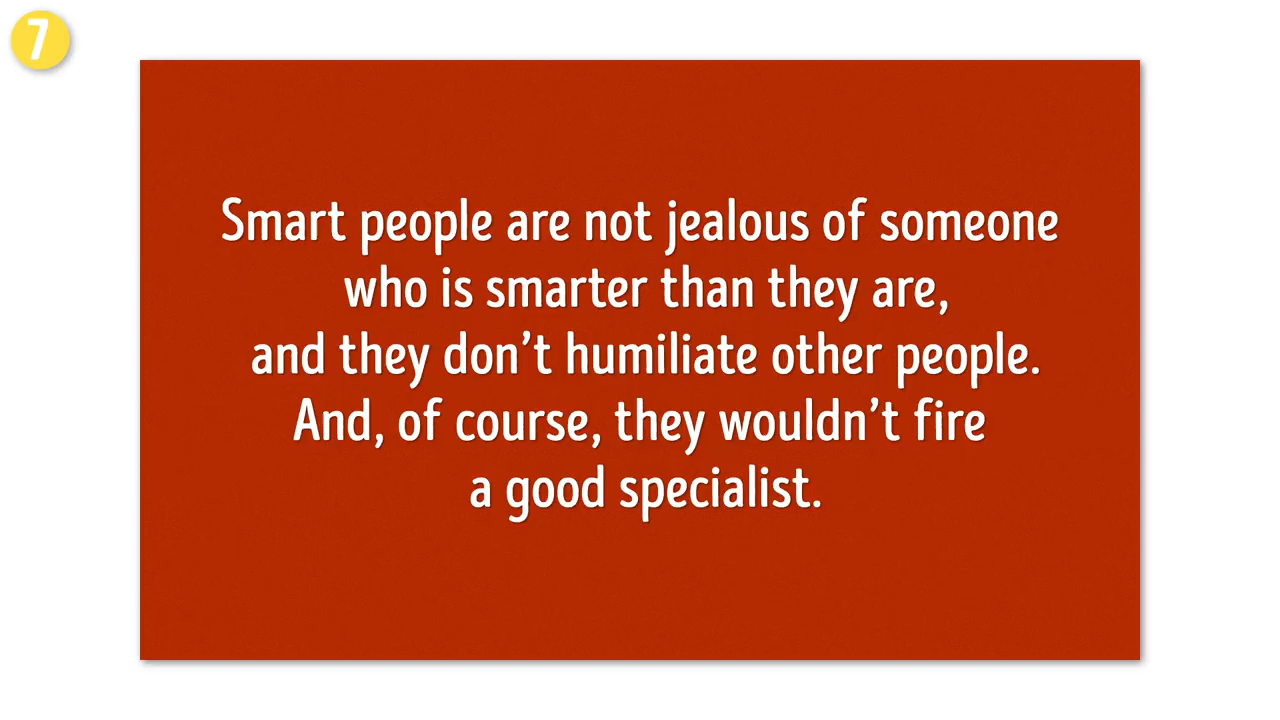 7
Smart people are not jealous of someone
who is smarter than they are,
and they don’t humiliate other people.
And, of course, they wouldn’t fire
a good specialist.